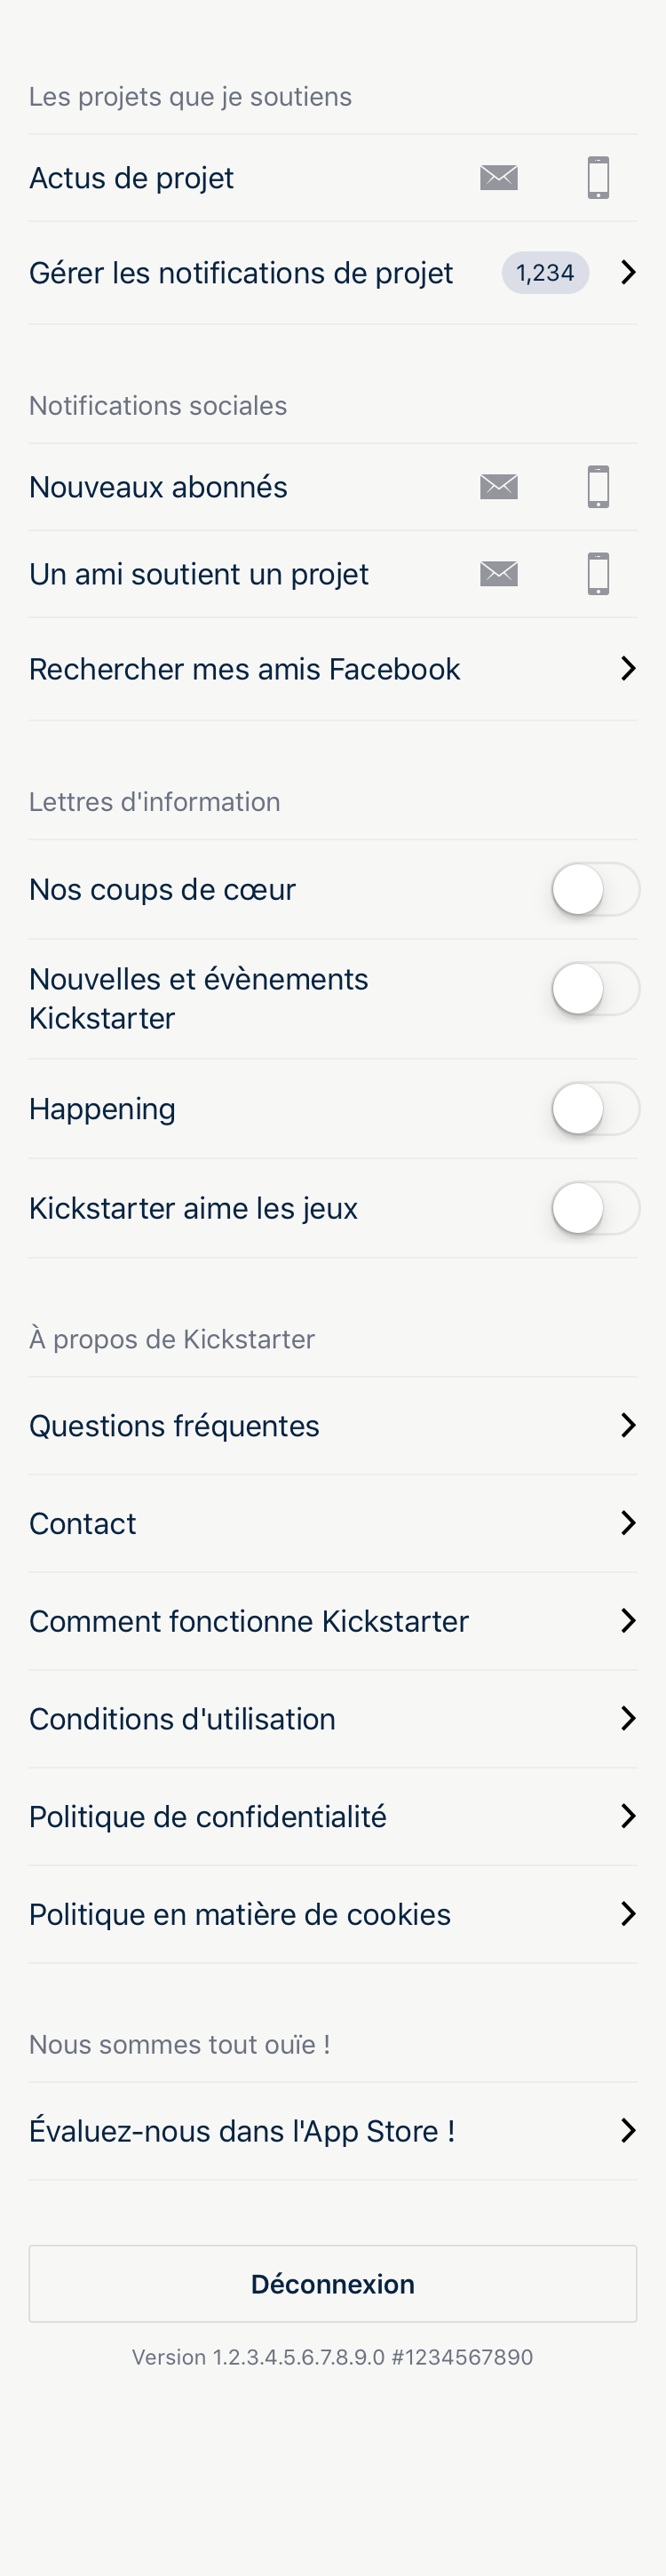 Les projets que je soutiens
Actus de projet
Gérer les notifications de projet 1,234
Notifications sociales
Nouveaux abonnés
Un ami soutient un projet
Rechercher mes amis Facebook
Lettres d'information
Nos coups de cœur
Nouvelles et évènements
Kickstarter
Happening
Kickstarter aime les jeux
À propos de Kickstarter
Questions fréquentes
Contact
Comment fonctionne Kickstarter
Conditions d'utilisation
Politique de confidentialité
Politique en matière de cookies
Nous sommes tout ouïe !
Évaluez-nous dans l'App Store !
Déconnexion
Version 1.2.3.4.5.6.7.8.9.0 #1234567890